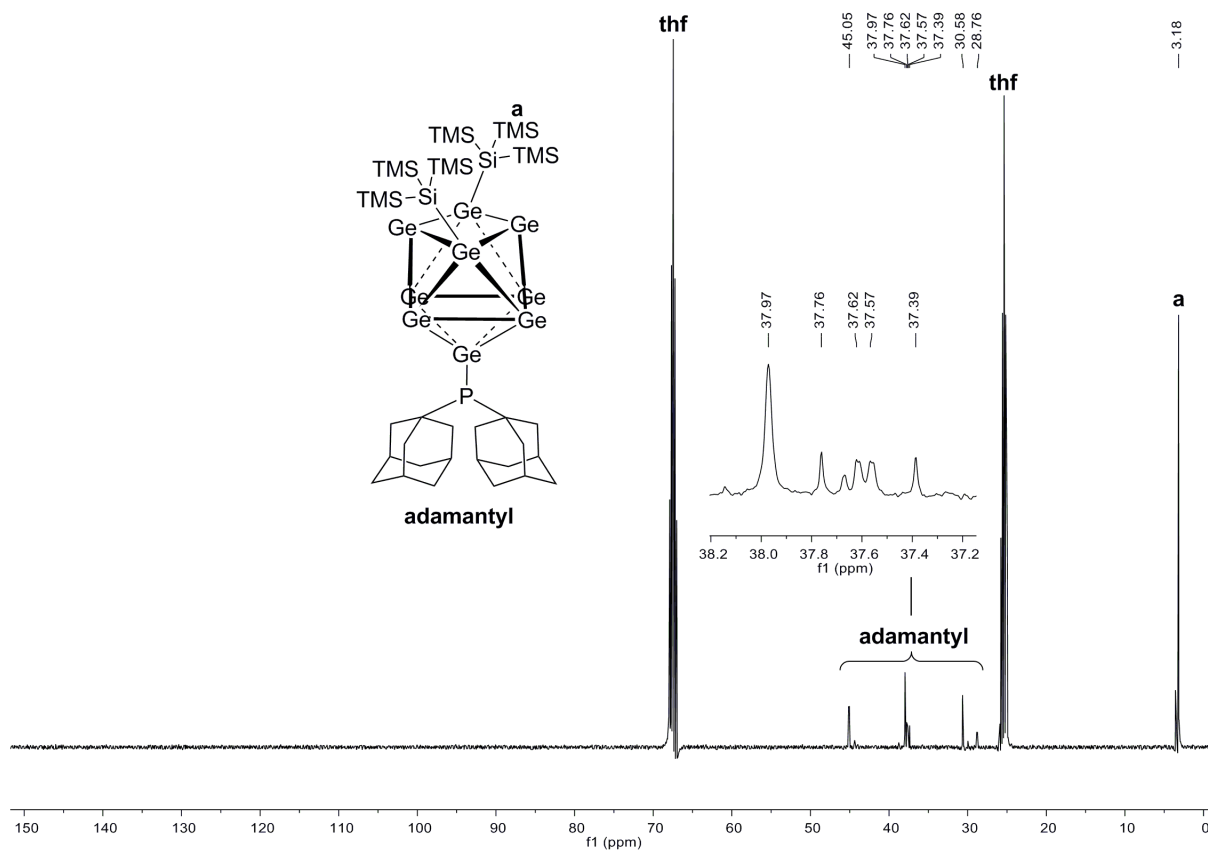 thf
45.05
37.97
37.76
37.62
37.57
37.39
30.58
28.76
3.18
thf
a
TMS TMS
Si TMS
TMS TMS
TMS Si
Ge
Ge Ge
Ge
Ge Ge
Ge Ge
Ge
P
adamantyl
37.97
37.76
37.62
37.57
37.39
a
38.2 38.0 37.8 37.6 37.4 37.2
f1 (ppm)
adamantyl
150 140 130 120 110 100 90 80 70 60 50 40 30 20 10 0
f1 (ppm)